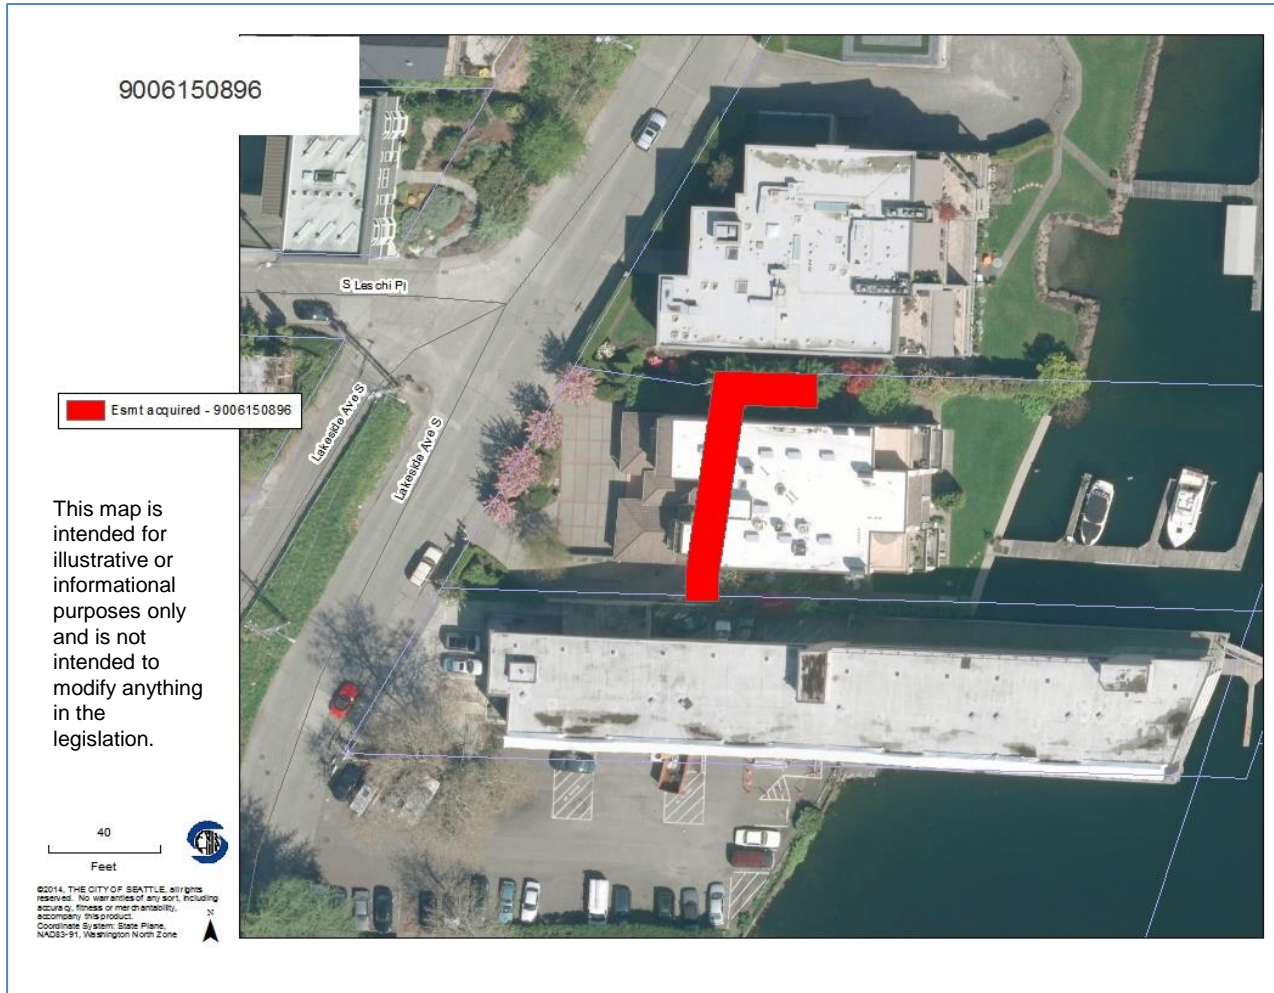 9006150896
S Leschi Pl
Esmt acquired - 9006150896
Lakeside Ave S
Lakeside Ave S
This map is
intended for
illustrative or
informational
purposes only
and is not
intended to
modify anything
in the
legislation.
40
Feet
©2014, THE CITY OF SEATTLE, all rights
reserved. No warranties of any sort, including
accuracy, fitness or merchantability,
accompany this product.
Coordinate System: State Plane,
NAD83-91, Washington North Zone
N